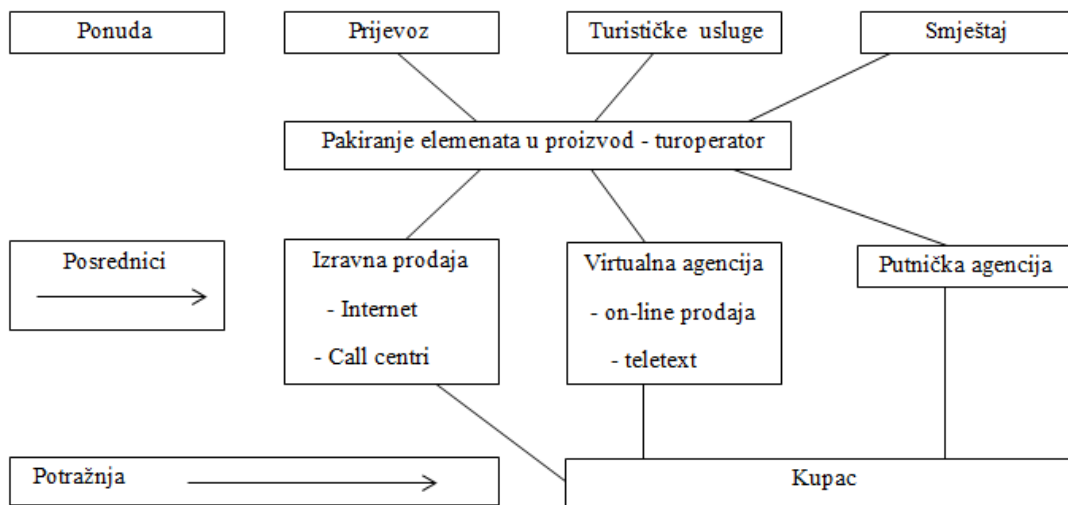 Ponuda
Prijevoz
Turističke usluge
Smještaj
Pakiranje elemenata u proizvod - turoperator
Posrednici
Izravna prodaja
- Internet
- Call centri
Virtualna agencija
- on-line prodaja
- teletext
Putnička agencija
Potražnja
Kupac